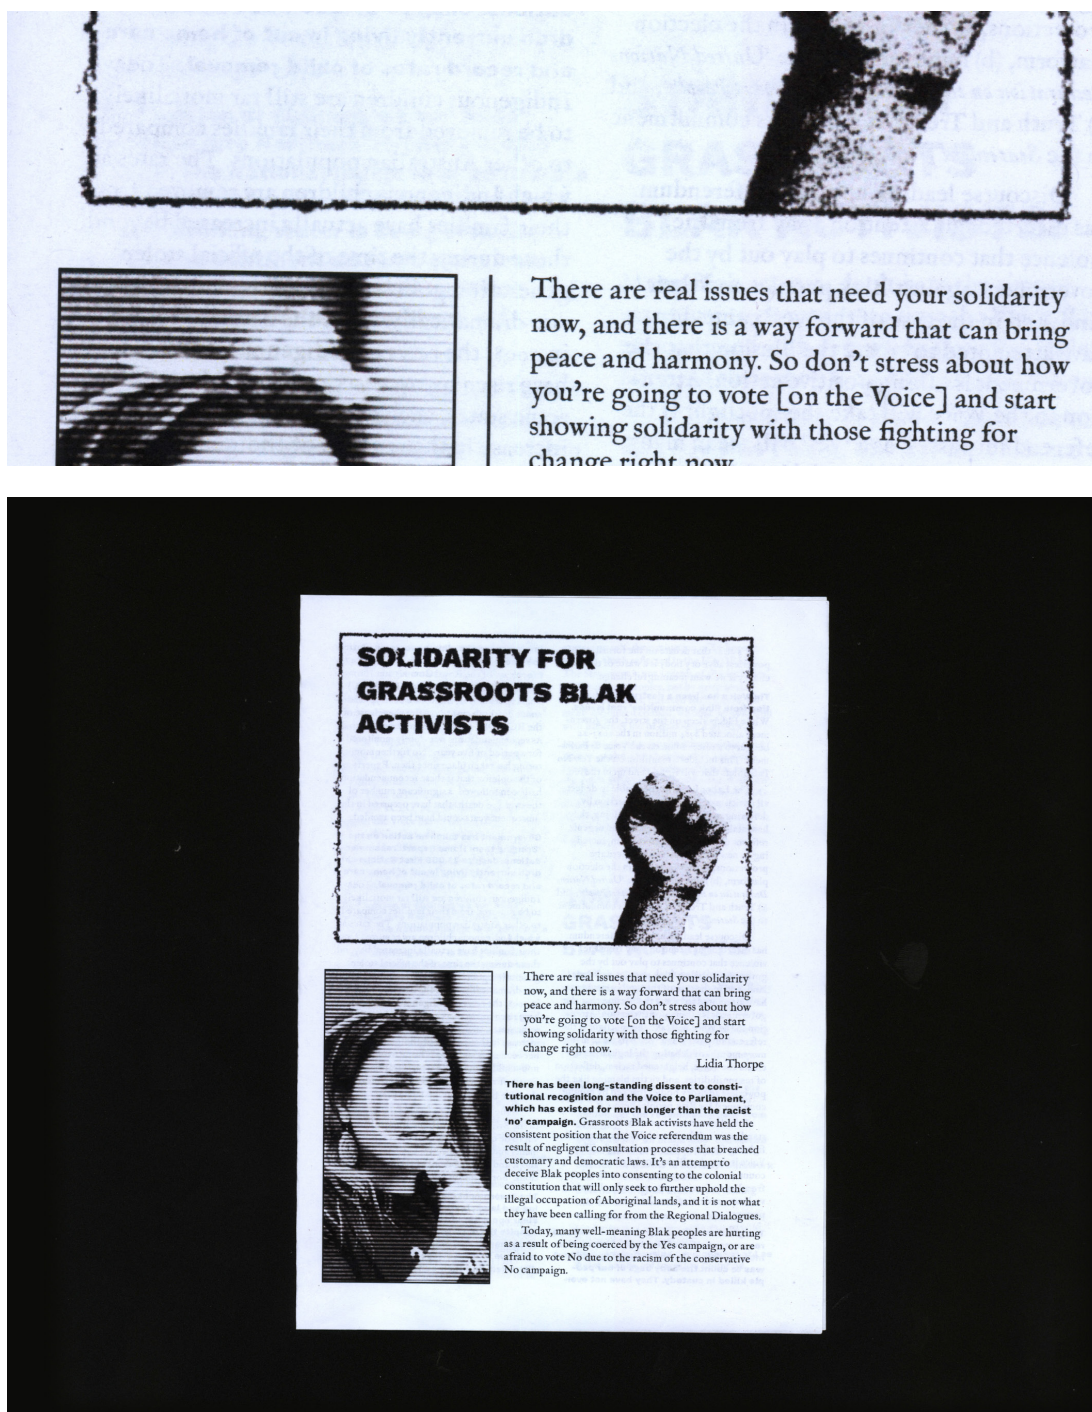 There are real issues that need your solidarity
now, and there is a way forward that can bring
peace and harmony. So don't stress about how
you're going to vote [on the Voice] and start
showing solidarity with those fighting for
change right now.
SOLIDARITY FOR
GRASSROOTS BLAK
ACTIVISTS
There are real issues that need your solidarity
now, and there is a way forward that can bring
peace and harmony. So don't stress about how
you're going to vote [on the Voice] and start
showing solidarity with those fighting for
change right now.
Lidia Thorpe
There has been long-standing dissent to consti-
tutional recognition and the Voice to Parliament,
which has existed for much longer than the racist
'no' campaign. Grassroots Blak activists have held the
consistent position that the Voice referendum was the
result of negligent consultation processes that breached
customary and democratic laws. It's an attempt to
deceive Blak peoples into consenting to the colonial
constitution that will only seek to further uphold the
illegal occupation of Aboriginal lands, and it is not what
they have been calling for from the Regional Dialogues.
Today, many well-meaning Blak peoples are hurting
as a result of being coerced by the Yes campaign, or are
afraid to vote No due to the racism of the conservative
No campaign.